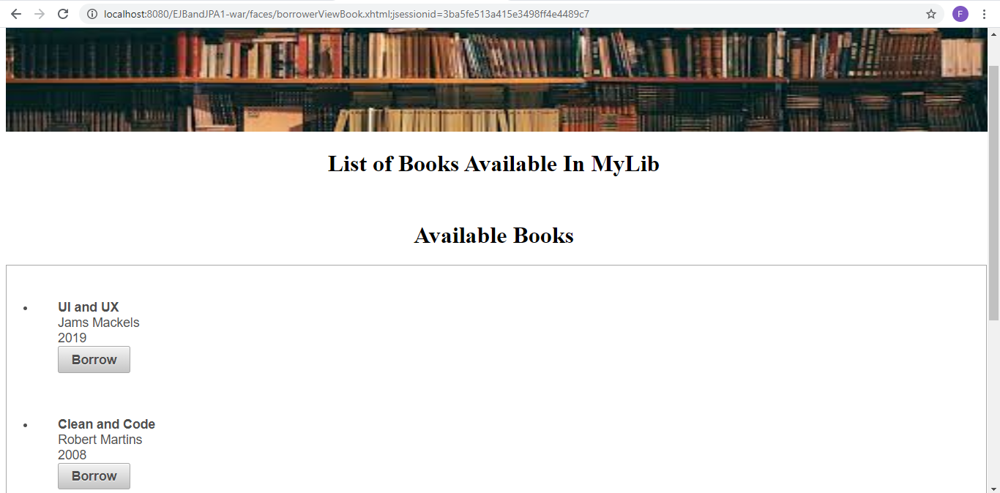 localhost:8080/EJBandJPA1-war/faces/borrowerViewBook.xhtml;jsessionid=3ba5fe513a415e3498ff4e4489c7
F
List of Books Available In MyLib
Available Books
UI and UX
Jams Mackels
2019
Borrow
Clean and Code
Robert Martins
2008
Borrow